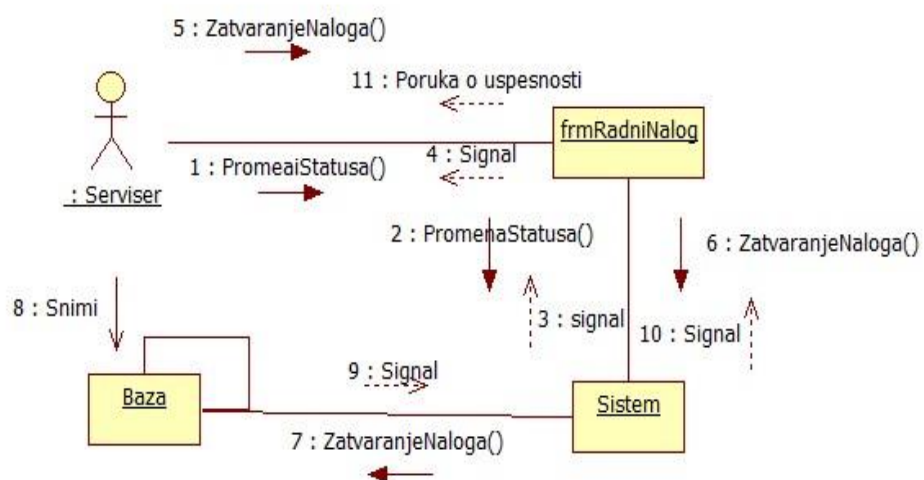 5 : ZatvaranjeNaloga()
11 : Poruka o uspesnosti
frmRadniNalog
4 : Signal
1 : PromeaiStatusa()
: Serviser
2 : PromenaStatusa()
6 : ZatvaranjeNaloga()
8 : Snimi
3 : signal
10 : Signal
9 : Signal
Baza
Sistem
7 : ZatvaranjeNaloga()